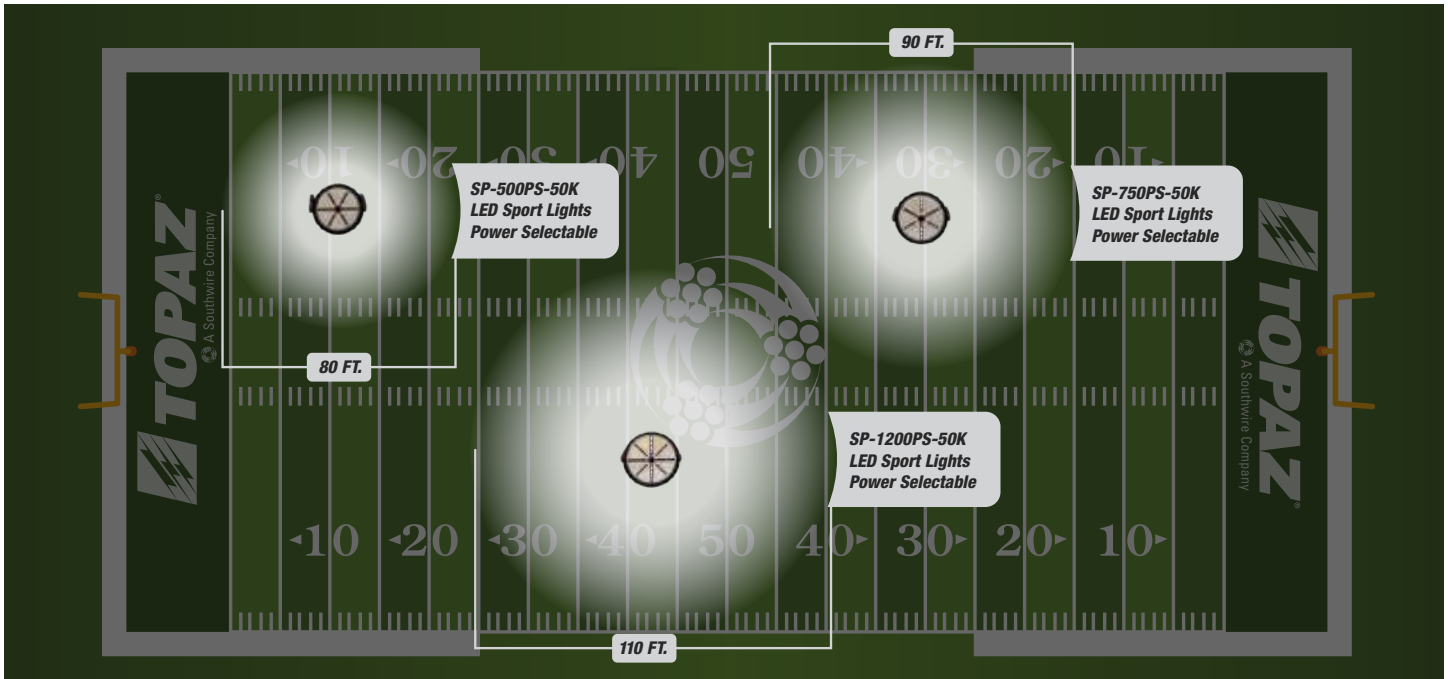 90 FT.
10 20 30 40 50 40 30 20 10
SP-500PS-50K
LED Sport Lights
Power Selectable
SP-750PS-50K
LED Sport Lights
Power Selectable
TOPAZ®
A Southwire Company
TOPAZ®
A Southwire Company
80 FT.
SP-1200PS-50K
LED Sport Lights
Power Selectable
10 20 30 40 50 40 30 20 10
110 FT.